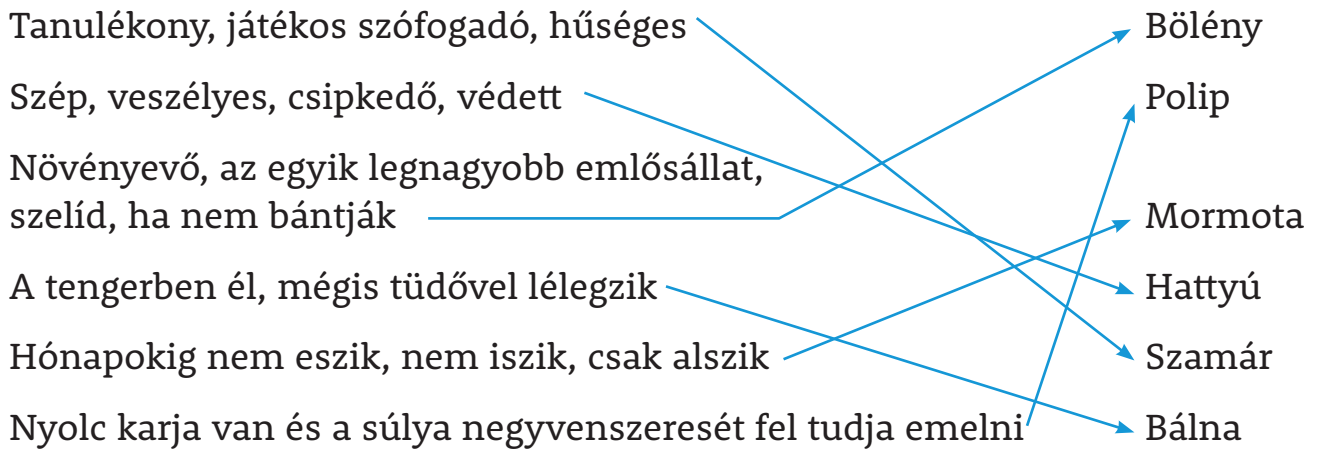 Tanulékony, játékos szófogadó, hűséges
Bölény
Szép, veszélyes, csipkedő, védett
Polip
Növényevő, az egyik legnagyobb emlősállat,
szelíd, ha nem bántják
Mormota
A tengerben él, mégis tüdővel lélegzik
Hattyú
Hónapokig nem eszik, nem iszik, csak alszik
Szamár
Nyolc karja van és a súlya negyvenszeresét fel tudja emelni
Bálna